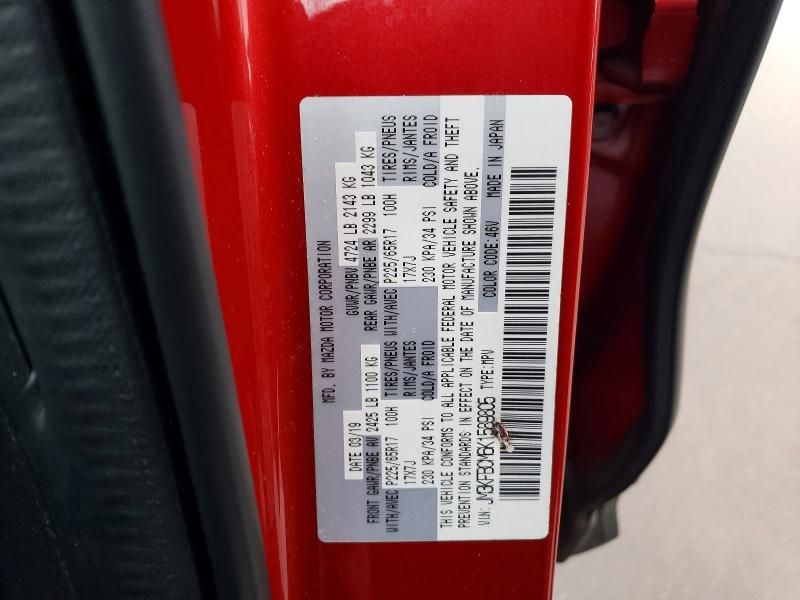 MFD. BY MAZDA MOTOR CORPORATION
DATE 03/19 GVWR/PNBV 4724 LB 2143 KG
FRONT GAWR/PNBE AV 2425 LB 1100 KG REAR GAWR/PNBE AR 2299 LB 1043 KG
WITH/AVEC P225/65R17 100H TIRES/PNEUS WITH/AVEC P225/65R17 100H TIRES/PNEUS
17X7J RIMS/JANTES 17X7J RIMS/JANTES
230 KPA/34 PSI COLD/A FROID 230 KPA/34 PSI COLD/A FROID
THIS VEHICLE CONFORMS TO ALL APPLICABLE FEDERAL MOTOR VEHICLE SAFETY AND THEFT
PREVENTION STANDARDS IN EFFECT ON THE DATE OF MANUFACTURE SHOWN ABOVE.
VIN: JM3KFBCM6K1589805 TYPE:MPV COLOR CODE:46V MADE IN JAPAN